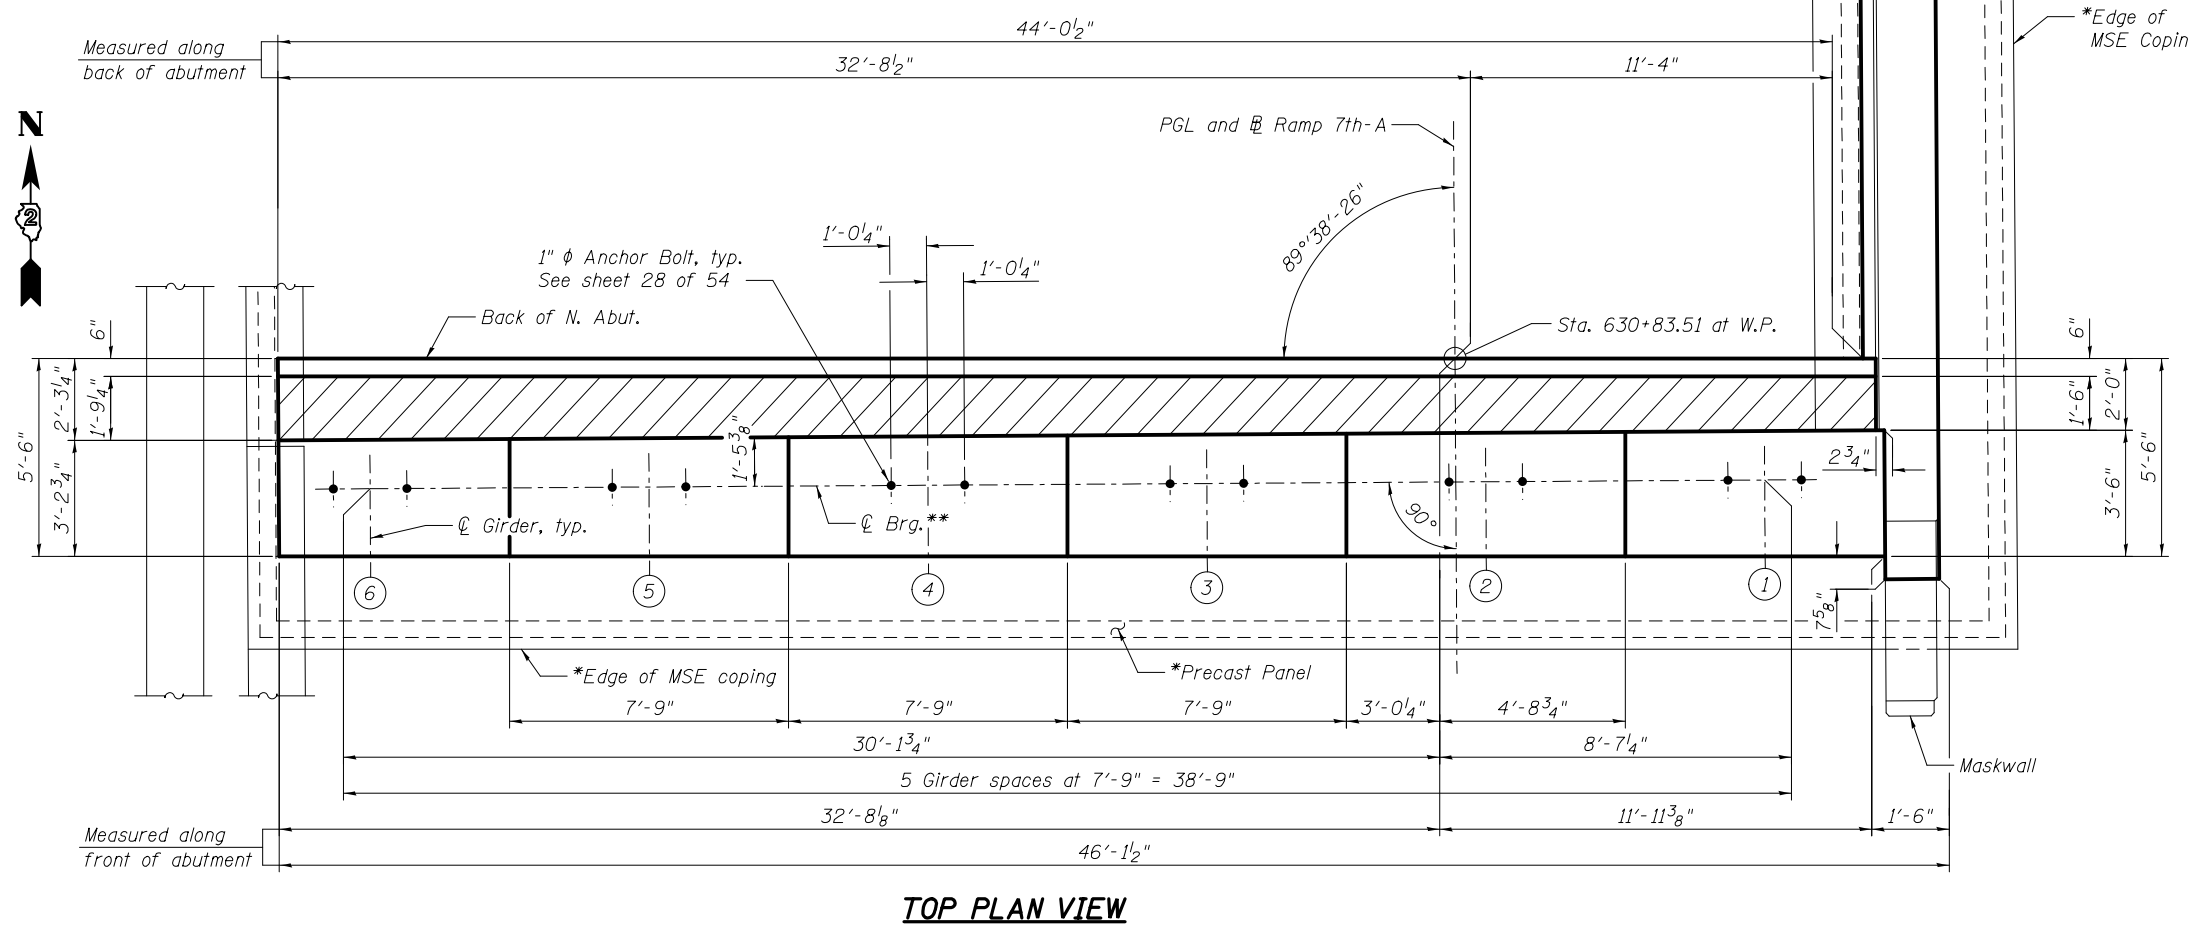 44'-0½"
*Edge of
MSE Copin
Measured along
back of abutment
32'-8½"
11'-4"
N
2
PGL and ℄ Ramp 7th-A
89°'38'-26"
1'-0¼"
1" ϕ Anchor Bolt, typ.
See sheet 28 of 54
1'-0¼"
Back of N. Abut.
Sta. 630+83.51 at W.P.
6"
6"
5'-6"
2'-3¼"
1'-9¼"
3'-2¾"
1'-5⅜"
2¾"
1'-6"
2'-0"
3'-6"
5'-6"
℄ Girder, typ.
℄ Brg.**
90°
6
5
4
3
2
1
7⅝"
*Edge of MSE coping
*Precast Panel
7'-9"
7'-9"
7'-9"
3'-0¼"
4'-8¾"
30'-1¾"
8'-7¼"
Maskwall
5 Girder spaces at 7'-9" = 38'-9"
32'-8⅛"
11'-11⅜"
1'-6"
Measured along
front of abutment
46'-1½"
TOP PLAN VIEW